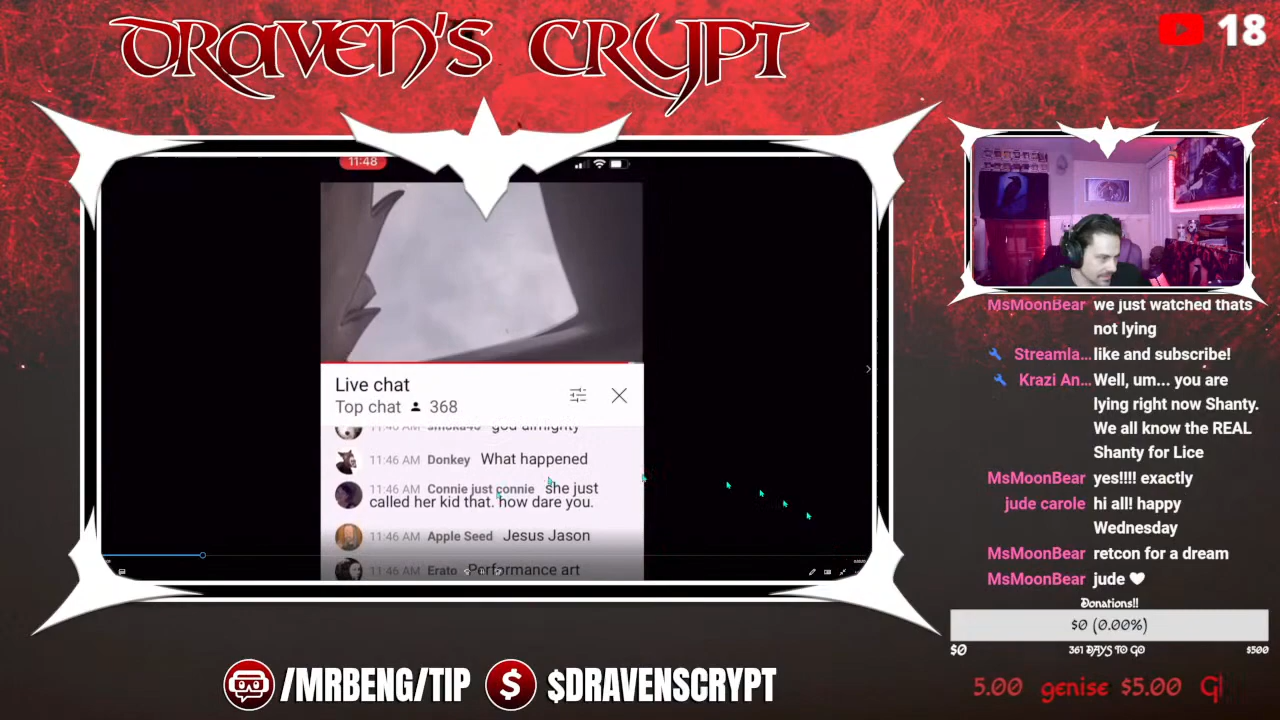 DRAVEN'S CRYPT
18
11:48
Live chat
Top chat 368
11:46 AM smoka40 god almighty
11:46 AM Donkey What happened
11:46 AM Connie just connie she just
called her kid that. how dare you.
11:46 AM Apple Seed Jesus Jason
11:46 AM Erato Performance art
MsMoonBear we just watched thats
not lying
Streamla... like and subscribe!
Krazi An... Well, um... you are
lying right now Shanty.
We all know the REAL
Shanty for Lice
MsMoonBear yes!!!! exactly
jude carole hi all! happy
Wednesday
MsMoonBear retcon for a dream
MsMoonBear jude
Donations!!
$0 (0.00%)
$0 361 DAYS TO GO $500
/MRBENG/TIP $DRAVENSCRYPT
5.00 genise $5.00